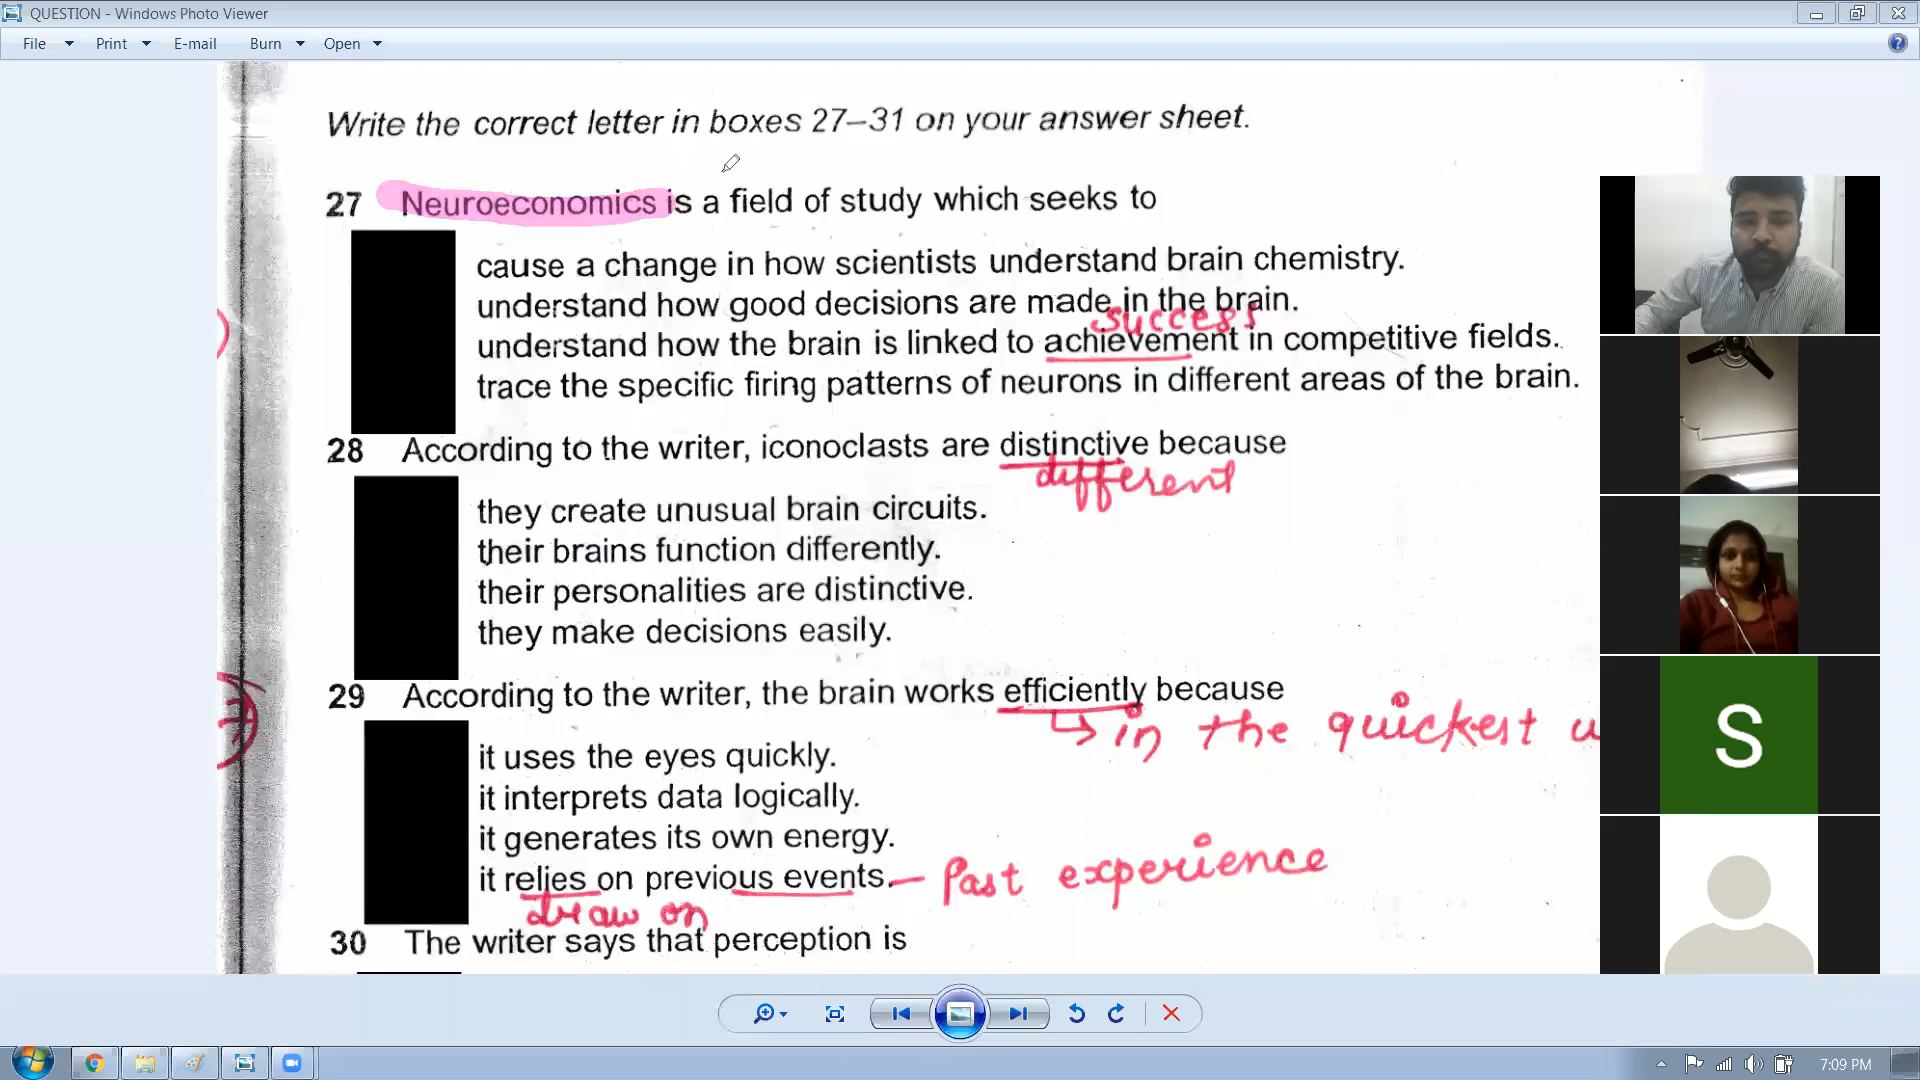 QUESTION - Windows Photo Viewer
File Print E-mail Burn Open
Write the correct letter in boxes 27–31 on your answer sheet.
27 Neuroeconomics is a field of study which seeks to
cause a change in how scientists understand brain chemistry.
understand how good decisions are made in the brain.
success
understand how the brain is linked to achievement in competitive fields.
trace the specific firing patterns of neurons in different areas of the brain.
28 According to the writer, iconoclasts are distinctive because
different
they create unusual brain circuits.
their brains function differently.
their personalities are distinctive.
they make decisions easily.
29 According to the writer, the brain works efficiently because
in the quickest
it uses the eyes quickly.
it interprets data logically.
it generates its own energy.
it relies on previous events. – Past experience
draw on
30 The writer says that perception is
S
7:09 PM